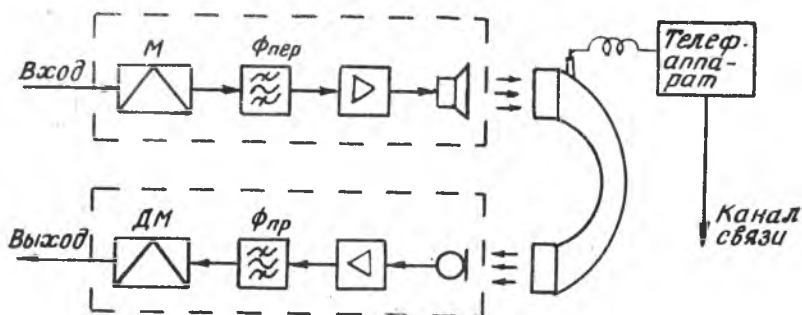 М
Фпер
Вход
Телеф.
аппа-
рат
ДМ
Фпр
Выход
Канал
связи